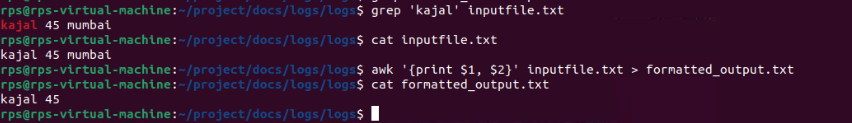 rps@rps-virtual-machine:~/project/docs/logs/logs$ grep 'kajal' inputfile.txt
kajal 45 mumbai
rps@rps-virtual-machine:~/project/docs/logs/logs$ cat inputfile.txt
kajal 45 mumbai
rps@rps-virtual-machine:~/project/docs/logs/logs$ awk '{print $1, $2}' inputfile.txt > formatted_output.txt
rps@rps-virtual-machine:~/project/docs/logs/logs$ cat formatted_output.txt
kajal 45
rps@rps-virtual-machine:~/project/docs/logs/logs$